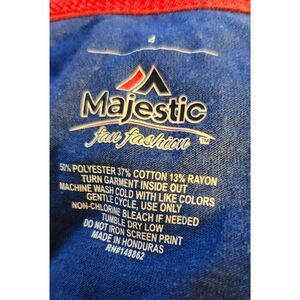 Majestic
fan fashion™
50% POLYESTER 37% COTTON 13% RAYON
TURN GARMENT INSIDE OUT
MACHINE WASH COLD WITH LIKE COLORS
GENTLE CYCLE, USE ONLY
NON-CHLORINE BLEACH IF NEEDED
TUMBLE DRY LOW
DO NOT IRON SCREEN PRINT
MADE IN HONDURAS
RN#148862